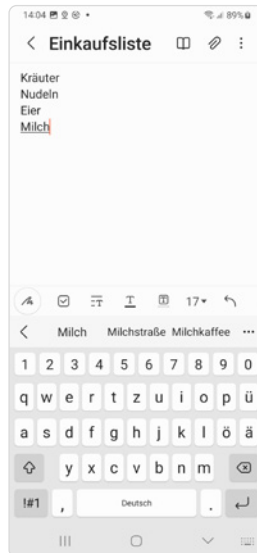 14:04 89%
Einkaufsliste
Kräuter
Nudeln
Eier
Milch
17
Milch Milchstraße Milchkaffee
1 2 3 4 5 6 7 8 9 0
q w e r t z u i o p ü
a s d f g h j k l ö ä
y x c v b n m
!#1 , Deutsch .